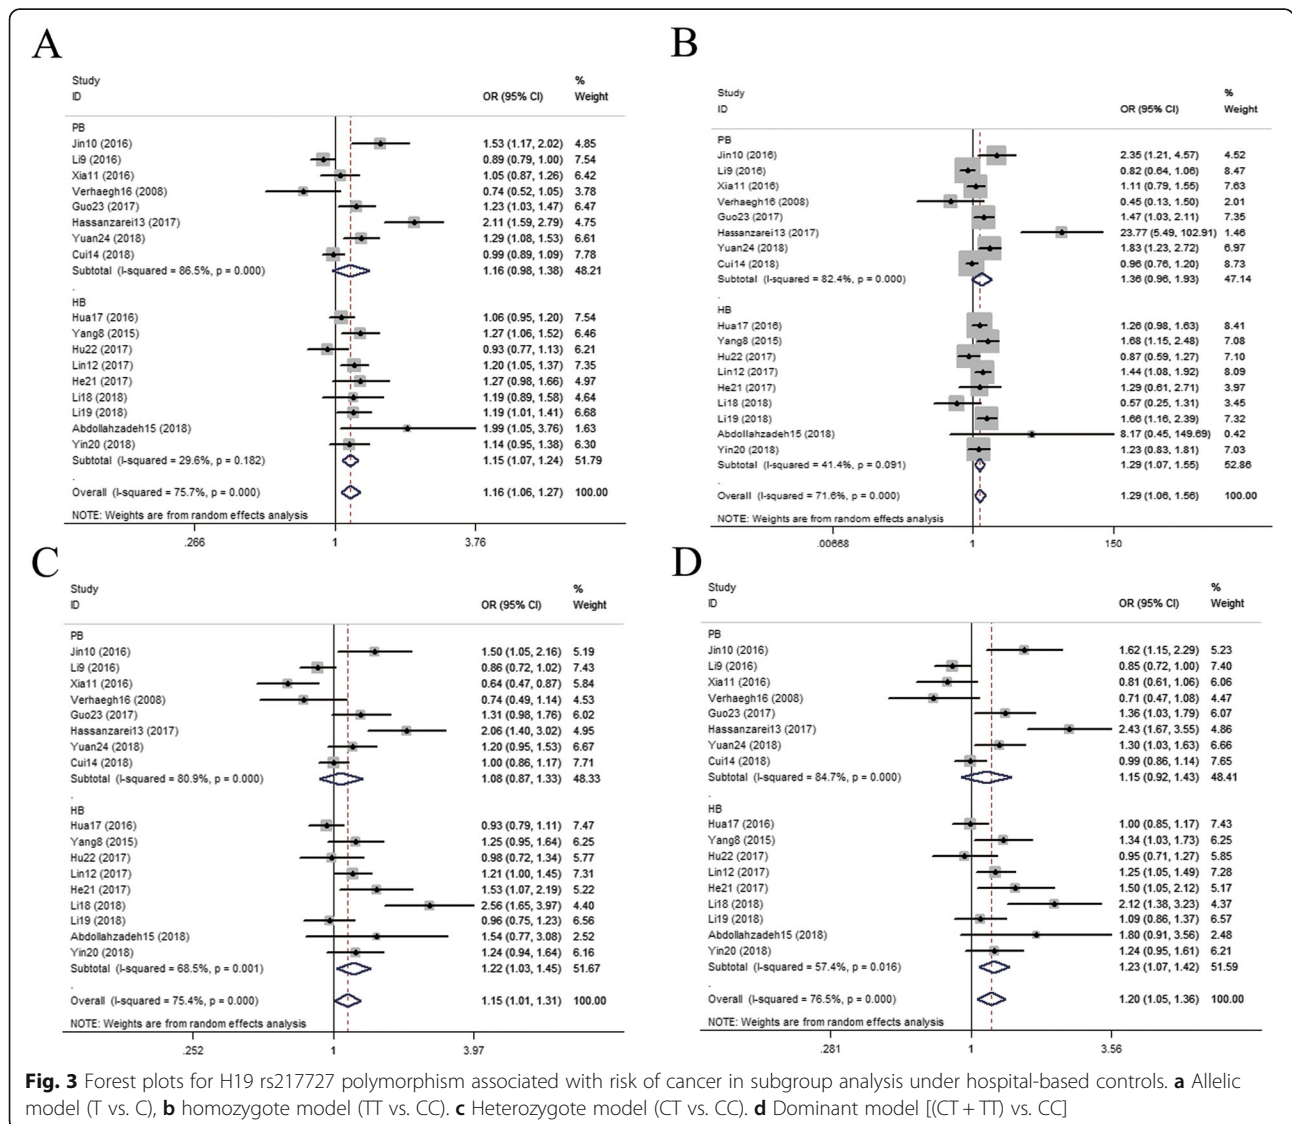 A
Study %
ID OR (95% CI) Weight
PB
Jin10 (2016) 1.53 (1.17, 2.02) 4.85
Li9 (2016) 0.89 (0.79, 1.00) 7.54
Xia11 (2016) 1.05 (0.87, 1.26) 6.42
Verhaegh16 (2008) 0.74 (0.52, 1.05) 3.78
Guo23 (2017) 1.23 (1.03, 1.47) 6.47
Hassanzarei13 (2017) 2.11 (1.59, 2.79) 4.75
Yuan24 (2018) 1.29 (1.08, 1.53) 6.61
Cui14 (2018) 0.99 (0.89, 1.09) 7.78
Subtotal (I-squared = 86.5%, p = 0.000) 1.16 (0.98, 1.38) 48.21
.
HB
Hua17 (2016) 1.06 (0.95, 1.20) 7.54
Yang8 (2015) 1.27 (1.06, 1.52) 6.46
Hu22 (2017) 0.93 (0.77, 1.13) 6.21
Lin12 (2017) 1.20 (1.05, 1.37) 7.35
He21 (2017) 1.27 (0.98, 1.66) 4.97
Li18 (2018) 1.19 (0.89, 1.58) 4.64
Li19 (2018) 1.19 (1.01, 1.41) 6.68
Abdollahzadeh15 (2018) 1.99 (1.05, 3.76) 1.63
Yin20 (2018) 1.14 (0.95, 1.38) 6.30
Subtotal (I-squared = 29.6%, p = 0.182) 1.15 (1.07, 1.24) 51.79
.
Overall (I-squared = 75.7%, p = 0.000) 1.16 (1.06, 1.27) 100.00
NOTE: Weights are from random effects analysis
.266 1 3.76
B
Study %
ID OR (95% CI) Weight
PB
Jin10 (2016) 2.35 (1.21, 4.57) 4.52
Li9 (2016) 0.82 (0.64, 1.06) 8.47
Xia11 (2016) 1.11 (0.79, 1.55) 7.63
Verhaegh16 (2008) 0.45 (0.13, 1.50) 2.01
Guo23 (2017) 1.47 (1.03, 2.11) 7.35
Hassanzarei13 (2017) 23.77 (5.49, 102.91) 1.46
Yuan24 (2018) 1.83 (1.23, 2.72) 6.97
Cui14 (2018) 0.96 (0.76, 1.20) 8.73
Subtotal (I-squared = 82.4%, p = 0.000) 1.36 (0.96, 1.93) 47.14
.
HB
Hua17 (2016) 1.26 (0.98, 1.63) 8.41
Yang8 (2015) 1.68 (1.15, 2.48) 7.08
Hu22 (2017) 0.87 (0.59, 1.27) 7.10
Lin12 (2017) 1.44 (1.08, 1.92) 8.09
He21 (2017) 1.29 (0.61, 2.71) 3.97
Li18 (2018) 0.57 (0.25, 1.31) 3.45
Li19 (2018) 1.66 (1.16, 2.39) 7.32
Abdollahzadeh15 (2018) 8.17 (0.45, 149.69) 0.42
Yin20 (2018) 1.23 (0.83, 1.81) 7.03
Subtotal (I-squared = 41.4%, p = 0.091) 1.29 (1.07, 1.55) 52.86
.
Overall (I-squared = 71.6%, p = 0.000) 1.29 (1.06, 1.56) 100.00
NOTE: Weights are from random effects analysis
.00668 1 150
C
Study %
ID OR (95% CI) Weight
PB
Jin10 (2016) 1.50 (1.05, 2.16) 5.19
Li9 (2016) 0.86 (0.72, 1.02) 7.43
Xia11 (2016) 0.64 (0.47, 0.87) 5.84
Verhaegh16 (2008) 0.74 (0.49, 1.14) 4.53
Guo23 (2017) 1.31 (0.98, 1.76) 6.02
Hassanzarei13 (2017) 2.06 (1.40, 3.02) 4.95
Yuan24 (2018) 1.20 (0.95, 1.53) 6.67
Cui14 (2018) 1.00 (0.86, 1.17) 7.71
Subtotal (I-squared = 80.9%, p = 0.000) 1.08 (0.87, 1.33) 48.33
.
HB
Hua17 (2016) 0.93 (0.79, 1.11) 7.47
Yang8 (2015) 1.25 (0.95, 1.64) 6.25
Hu22 (2017) 0.98 (0.72, 1.34) 5.77
Lin12 (2017) 1.21 (1.00, 1.45) 7.31
He21 (2017) 1.53 (1.07, 2.19) 5.22
Li18 (2018) 2.56 (1.65, 3.97) 4.40
Li19 (2018) 0.96 (0.75, 1.23) 6.56
Abdollahzadeh15 (2018) 1.54 (0.77, 3.08) 2.52
Yin20 (2018) 1.24 (0.94, 1.64) 6.16
Subtotal (I-squared = 68.5%, p = 0.001) 1.22 (1.03, 1.45) 51.67
.
Overall (I-squared = 75.4%, p = 0.000) 1.15 (1.01, 1.31) 100.00
NOTE: Weights are from random effects analysis
.252 1 3.97
D
Study %
ID OR (95% CI) Weight
PB
Jin10 (2016) 1.62 (1.15, 2.29) 5.23
Li9 (2016) 0.85 (0.72, 1.00) 7.40
Xia11 (2016) 0.81 (0.61, 1.06) 6.06
Verhaegh16 (2008) 0.71 (0.47, 1.08) 4.47
Guo23 (2017) 1.36 (1.03, 1.79) 6.07
Hassanzarei13 (2017) 2.43 (1.67, 3.55) 4.86
Yuan24 (2018) 1.30 (1.03, 1.63) 6.66
Cui14 (2018) 0.99 (0.86, 1.14) 7.65
Subtotal (I-squared = 84.7%, p = 0.000) 1.15 (0.92, 1.43) 48.41
.
HB
Hua17 (2016) 1.00 (0.85, 1.17) 7.43
Yang8 (2015) 1.34 (1.03, 1.73) 6.25
Hu22 (2017) 0.95 (0.71, 1.27) 5.85
Lin12 (2017) 1.25 (1.05, 1.49) 7.28
He21 (2017) 1.50 (1.05, 2.12) 5.17
Li18 (2018) 2.12 (1.38, 3.23) 4.37
Li19 (2018) 1.09 (0.86, 1.37) 6.57
Abdollahzadeh15 (2018) 1.80 (0.91, 3.56) 2.48
Yin20 (2018) 1.24 (0.95, 1.61) 6.21
Subtotal (I-squared = 57.4%, p = 0.016) 1.23 (1.07, 1.42) 51.59
.
Overall (I-squared = 76.5%, p = 0.000) 1.20 (1.05, 1.36) 100.00
NOTE: Weights are from random effects analysis
.281 1 3.56
Fig. 3 Forest plots for H19 rs217727 polymorphism associated with risk of cancer in subgroup analysis under hospital-based controls. a Allelic
model (T vs. C), b homozygote model (TT vs. CC). c Heterozygote model (CT vs. CC). d Dominant model [(CT + TT) vs. CC]